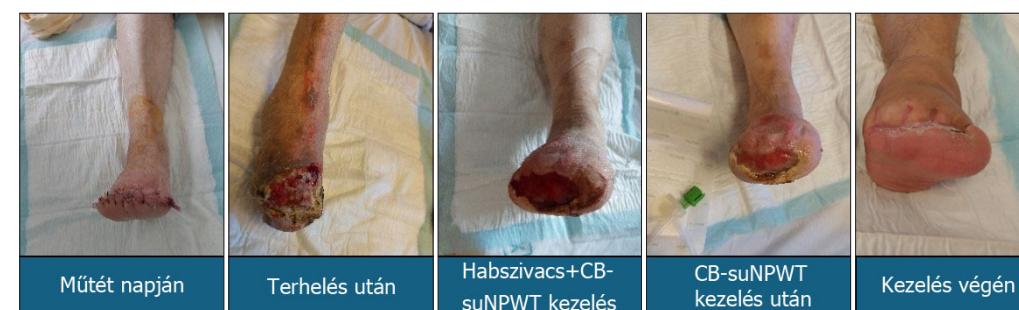 Műtét napján
Terhelés után
Habszivacs+CB-
suNPWT kezelés
CB-suNPWT
kezelés után
Kezelés végén